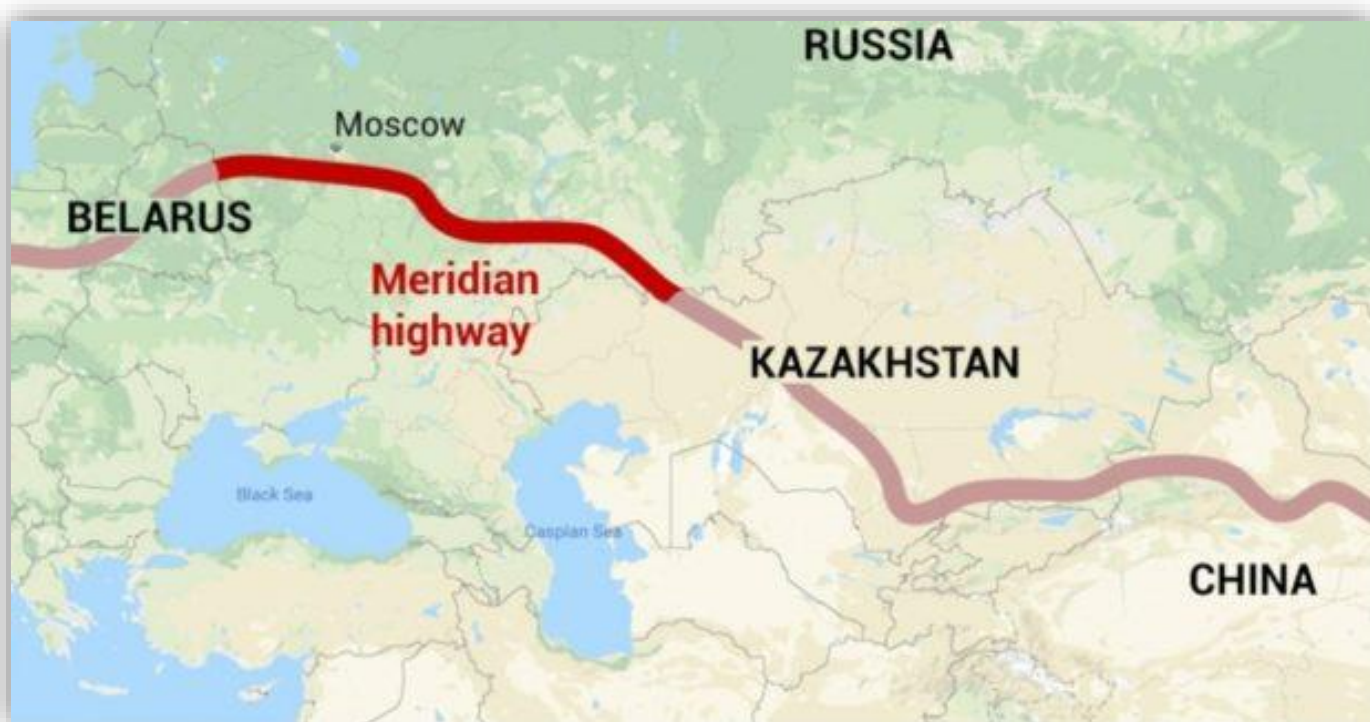 RUSSIA
Moscow
BELARUS
Meridian
highway
KAZAKHSTAN
Black Sea
Caspian Sea
CHINA